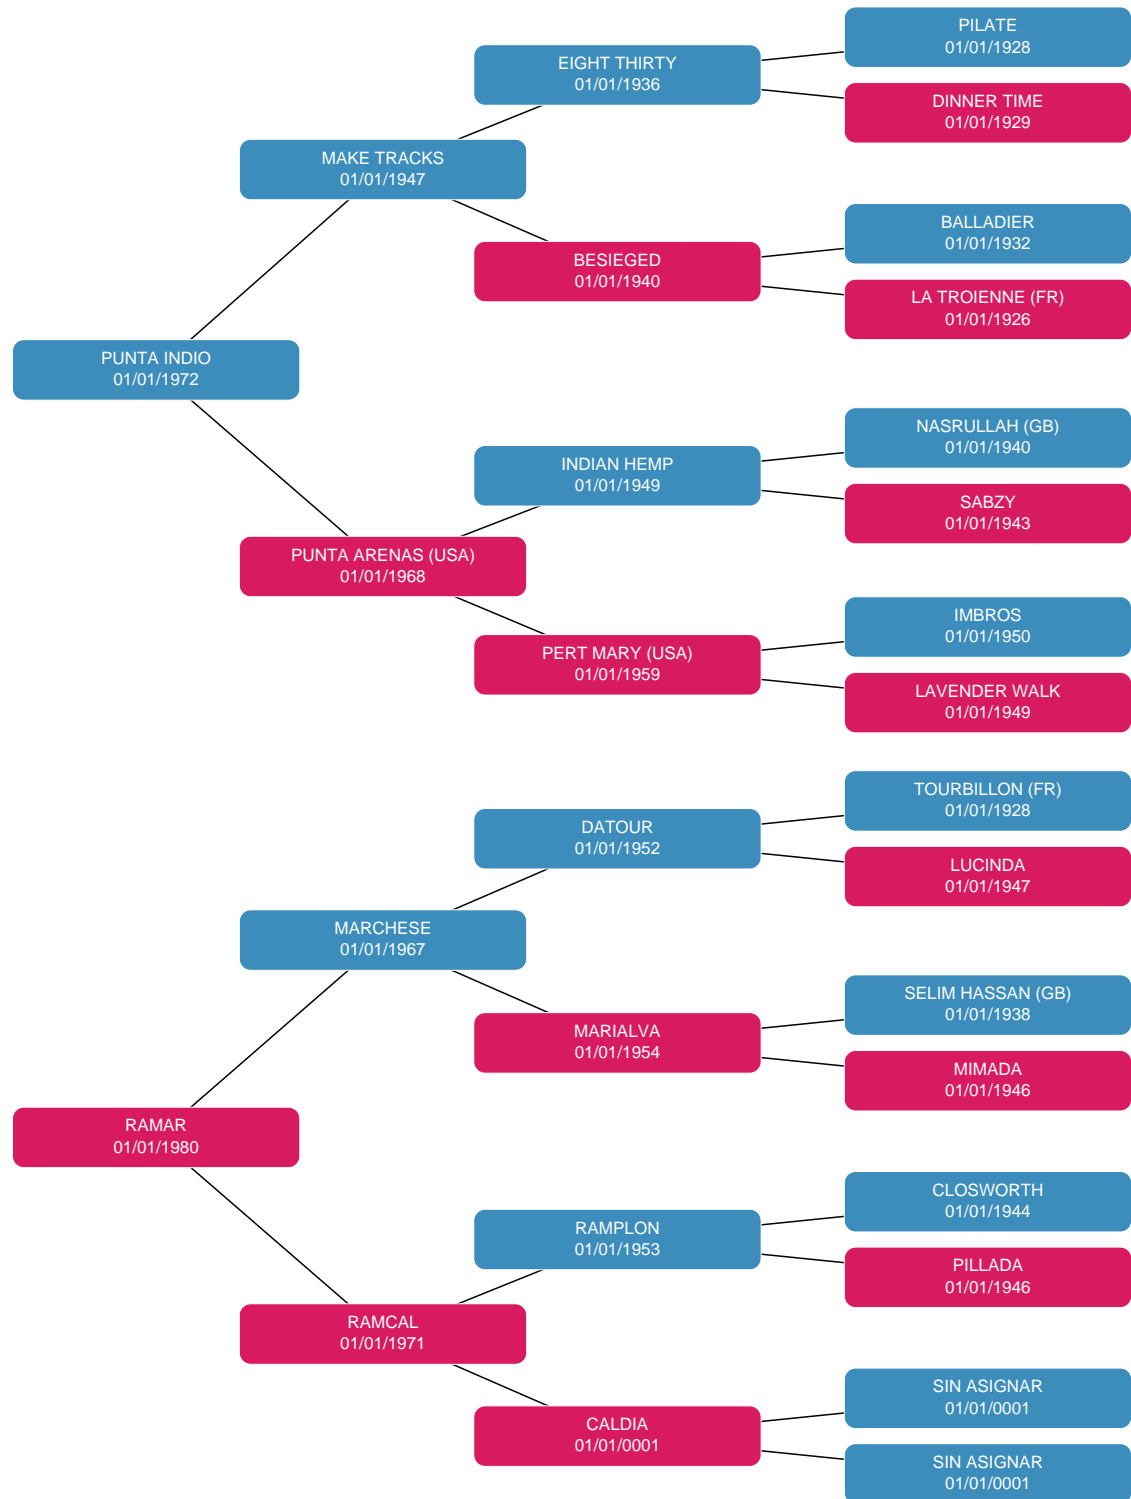 PILATE
01/01/1928
EIGHT THIRTY
01/01/1936
DINNER TIME
01/01/1929
MAKE TRACKS
01/01/1947
BALLADIER
01/01/1932
BESIEGED
01/01/1940
LA TROIENNE (FR)
01/01/1926
PUNTA INDIO
01/01/1972
NASRULLAH (GB)
01/01/1940
INDIAN HEMP
01/01/1949
SABZY
01/01/1943
PUNTA ARENAS (USA)
01/01/1968
IMBROS
01/01/1950
PERT MARY (USA)
01/01/1959
LAVENDER WALK
01/01/1949
TOURBILLON (FR)
01/01/1928
DATOUR
01/01/1952
LUCINDA
01/01/1947
MARCHESE
01/01/1967
SELIM HASSAN (GB)
01/01/1938
MARIALVA
01/01/1954
MIMADA
01/01/1946
RAMAR
01/01/1980
CLOSWORTH
01/01/1944
RAMPLON
01/01/1953
PILLADA
01/01/1946
RAMCAL
01/01/1971
SIN ASIGNAR
01/01/0001
CALDIA
01/01/0001
SIN ASIGNAR
01/01/0001